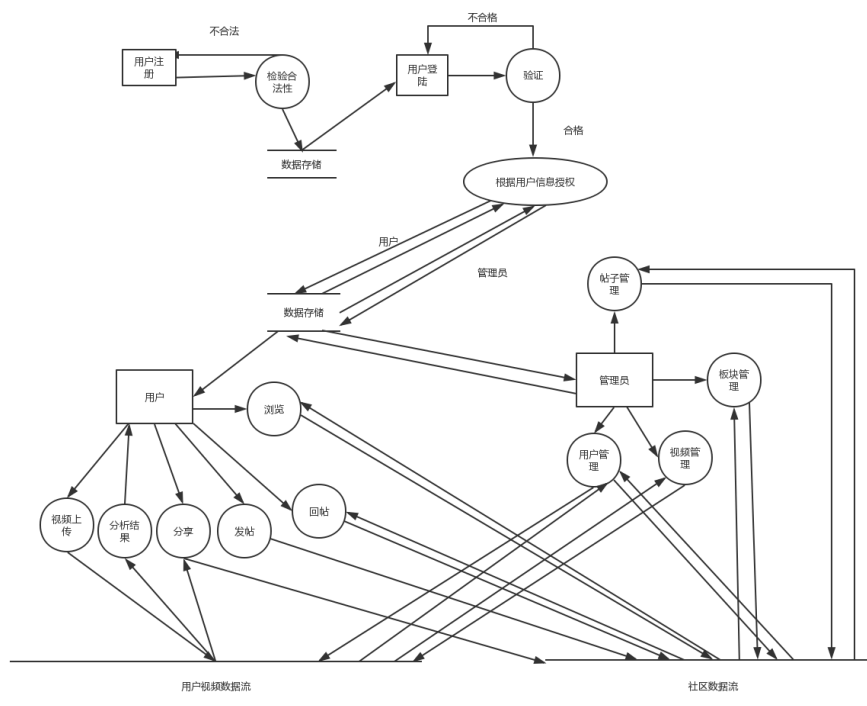 不合法
不合格
用户注
册
检验合
法性
用户登
陆
验证
合格
数据存储
根据用户信息授权
用户
管理员
帖子管
理
数据存储
用户
浏览
管理员
板块管
理
用户管
理
视频管
理
视频上
传
分析结
果
分享
发帖
回帖
用户视频数据流
社区数据流